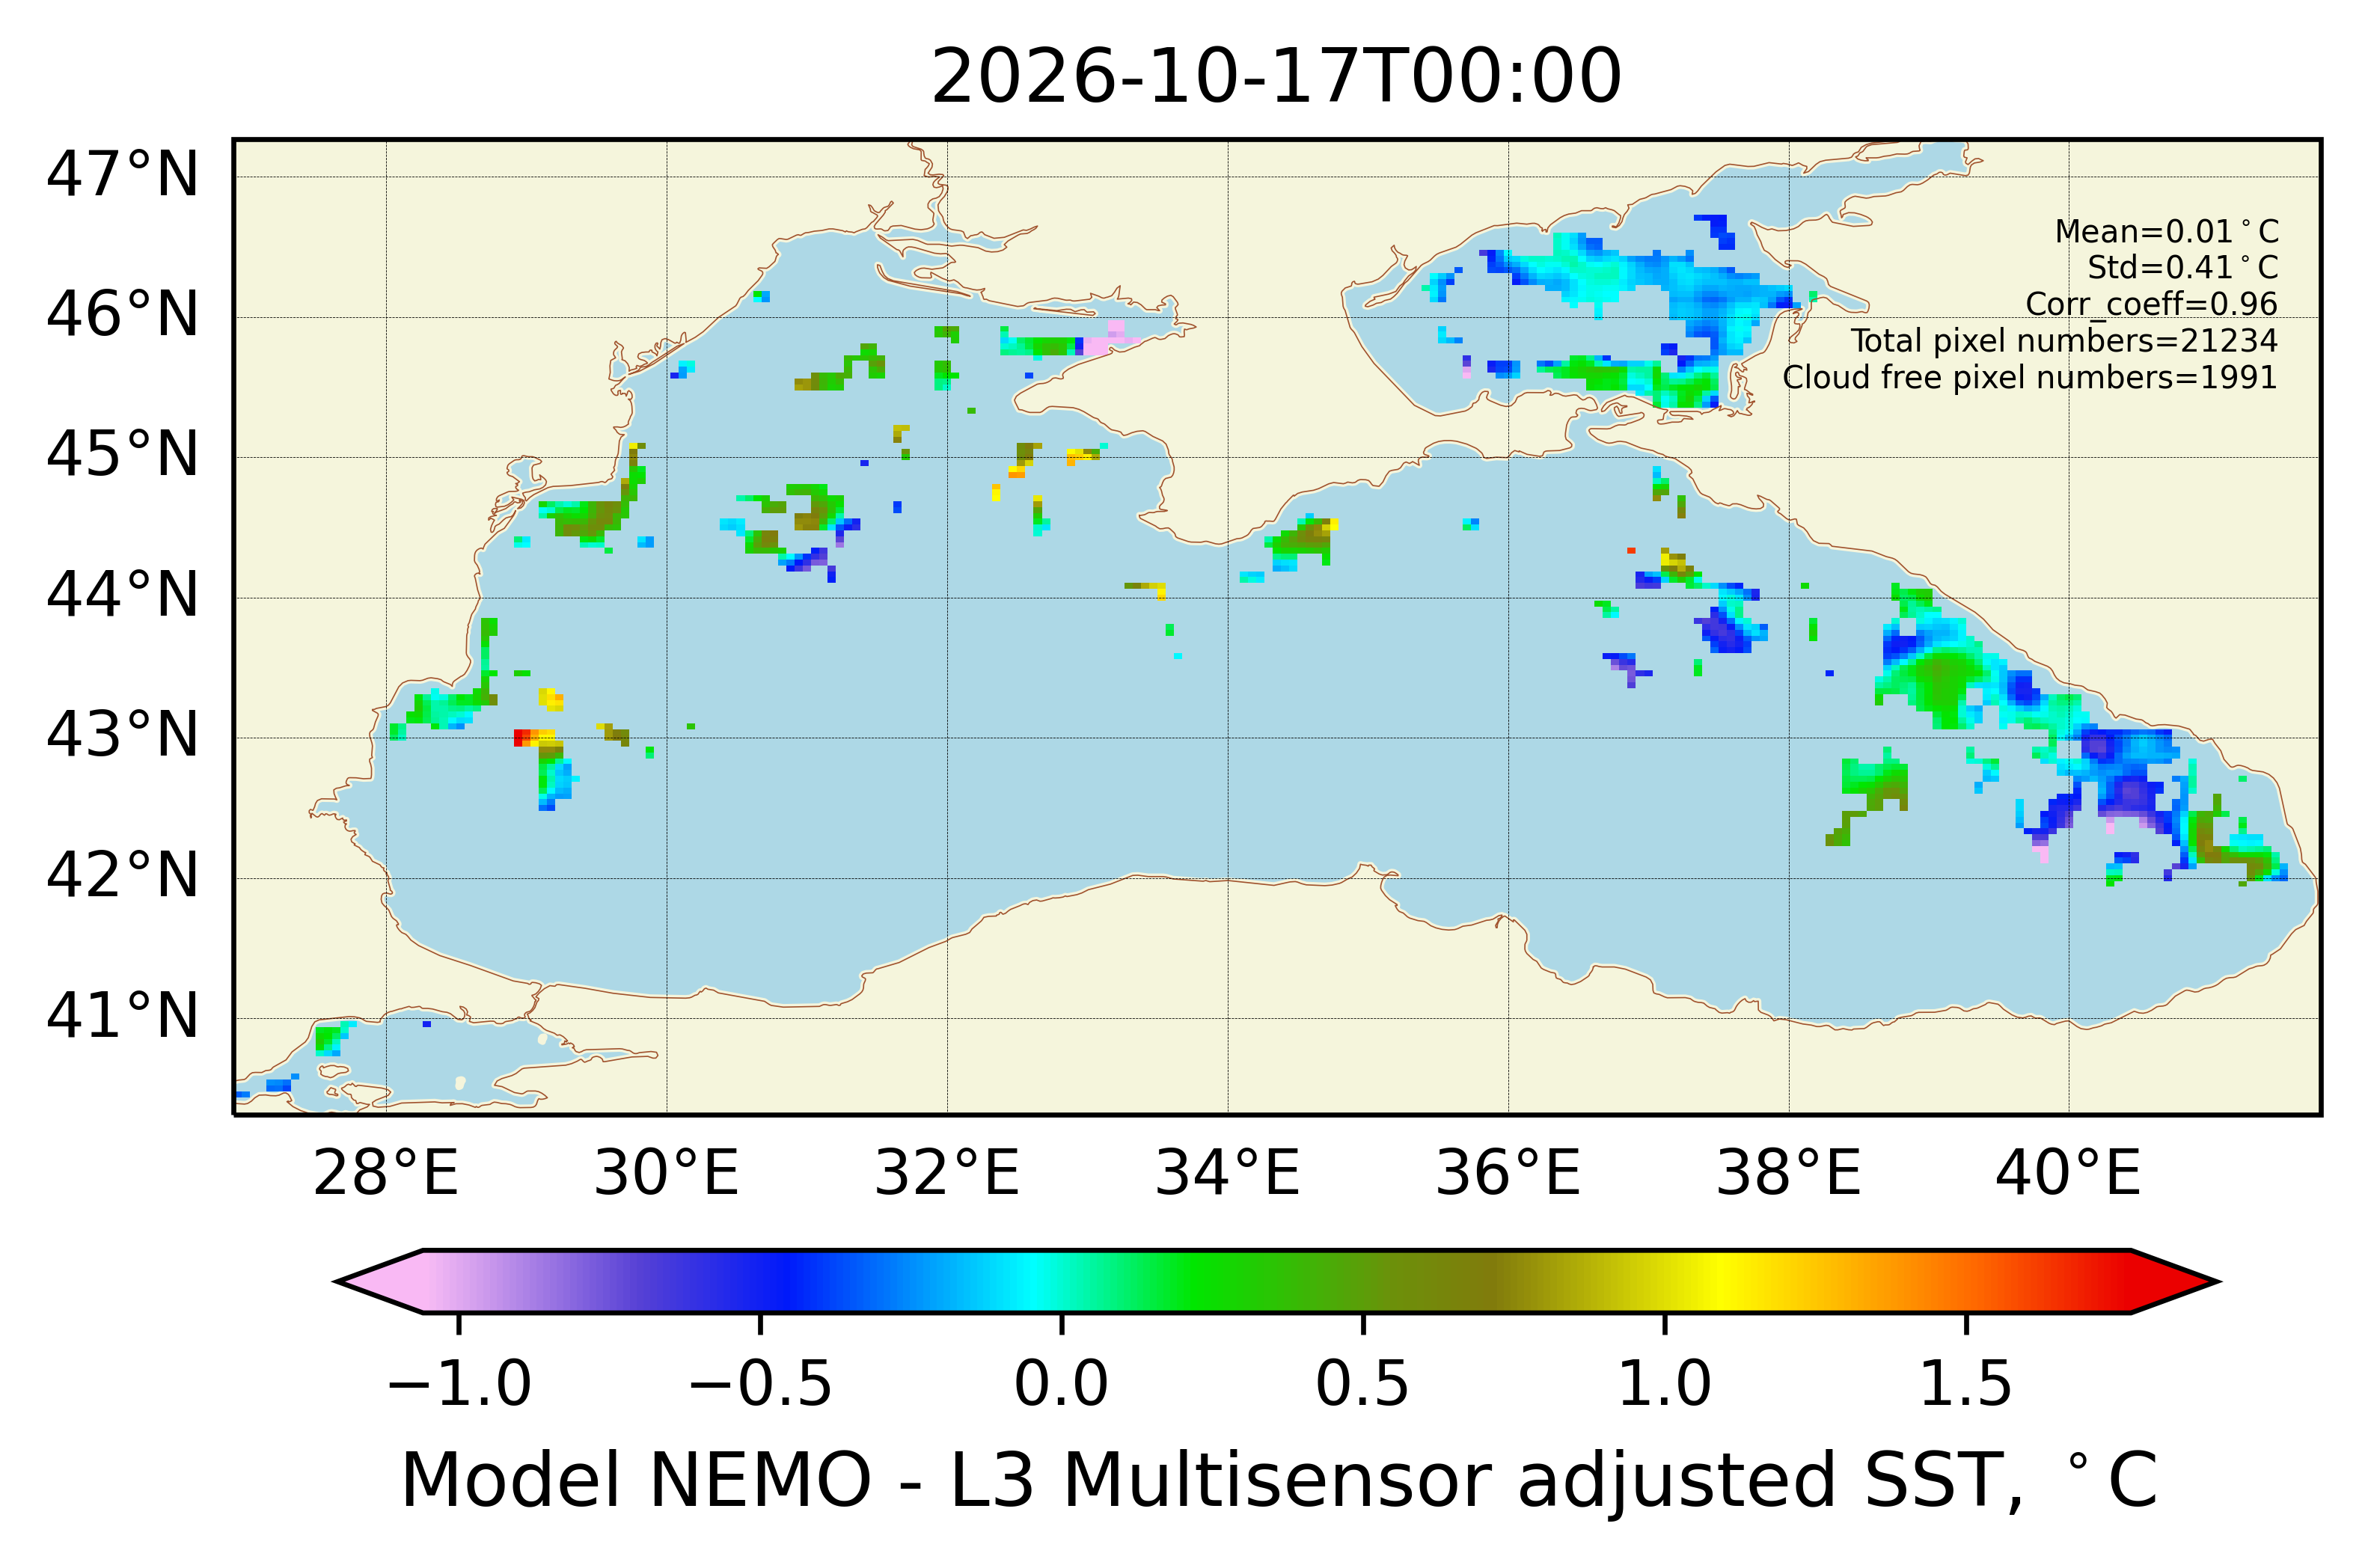 2026-10-17T00:00
47°N
46°N
45°N
44°N
43°N
42°N
41°N
Mean=0.01°C
Std=0.41°C
Corr_coeff=0.96
Total pixel numbers=21234
Cloud free pixel numbers=1991
28°E 30°E 32°E 34°E 36°E 38°E 40°E
−1.0 −0.5 0.0 0.5 1.0 1.5
Model NEMO - L3 Multisensor adjusted SST, °C